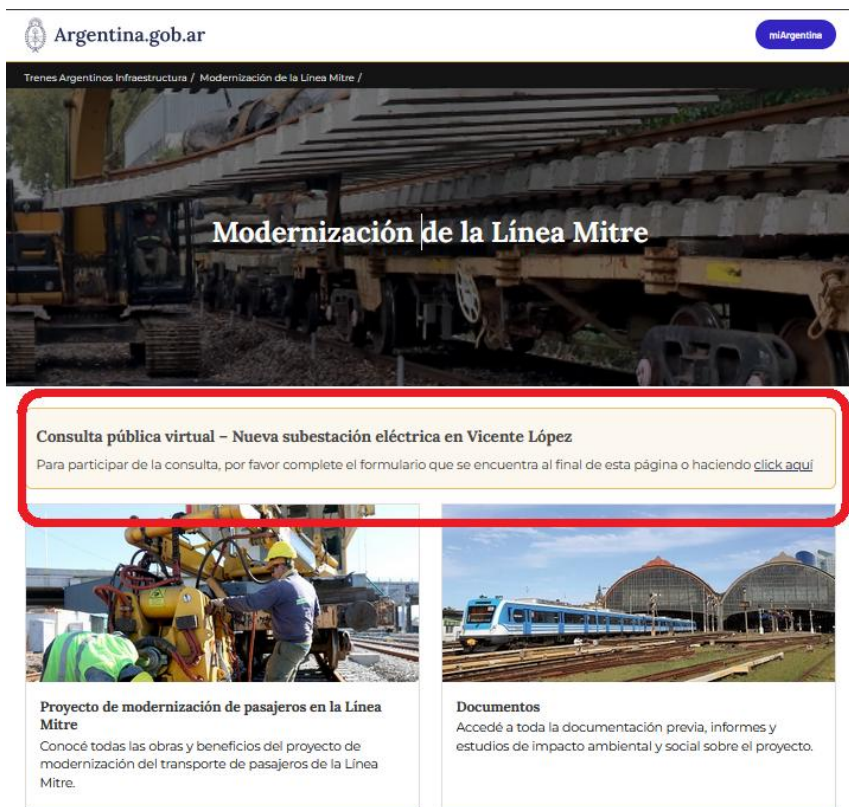 Argentina.gob.ar
miArgentina
Trenes Argentinos Infraestructura / Modernización de la Línea Mitre /
Modernización de la Línea Mitre
Consulta pública virtual – Nueva subestación eléctrica en Vicente López
Para participar de la consulta, por favor complete el formulario que se encuentra al final de esta página o haciendo click aquí
Proyecto de modernización de pasajeros en la Línea
Mitre
Conocé todas las obras y beneficios del proyecto de
modernización del transporte de pasajeros de la Línea
Mitre.
Documentos
Accedé a toda la documentación previa, informes y
estudios de impacto ambiental y social sobre el proyecto.